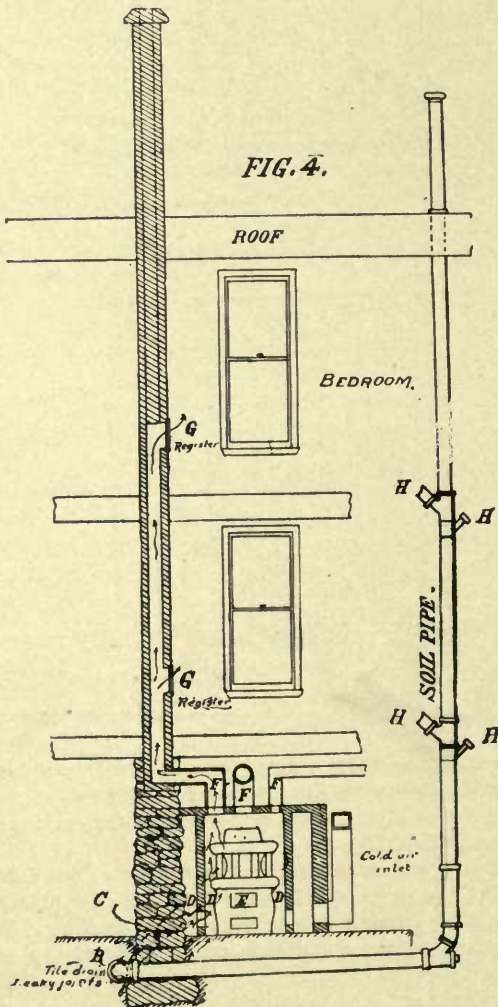 FIG. 4.
ROOF
BEDROOM.
G
Register
H
H
SOIL PIPE.
G
Register
H
H
F
F
F
Cold air
inlet
C
D
D
E
D
B
Tile drain
Leaky joints